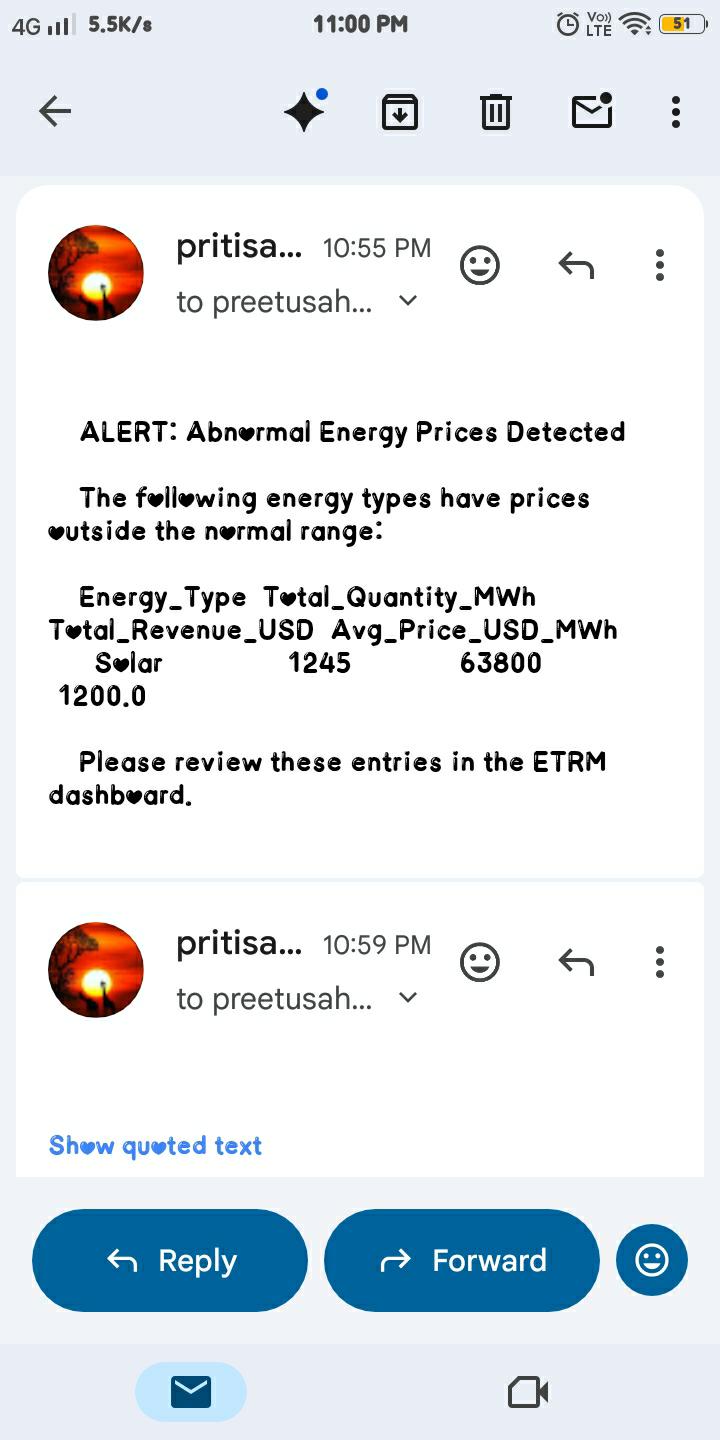 4G 5.5K/s 11:00 PM Vo)) LTE 51
pritisa... 10:55 PM
to preetusah...
ALERT: Abnormal Energy Prices Detected
The following energy types have prices
outside the normal range:
Energy_Type Total_Quantity_MWh
Total_Revenue_USD Avg_Price_USD_MWh
Solar 1245 63800
1200.0
Please review these entries in the ETRM
dashboard.
pritisa... 10:59 PM
to preetusah...
Show quoted text
Reply Forward